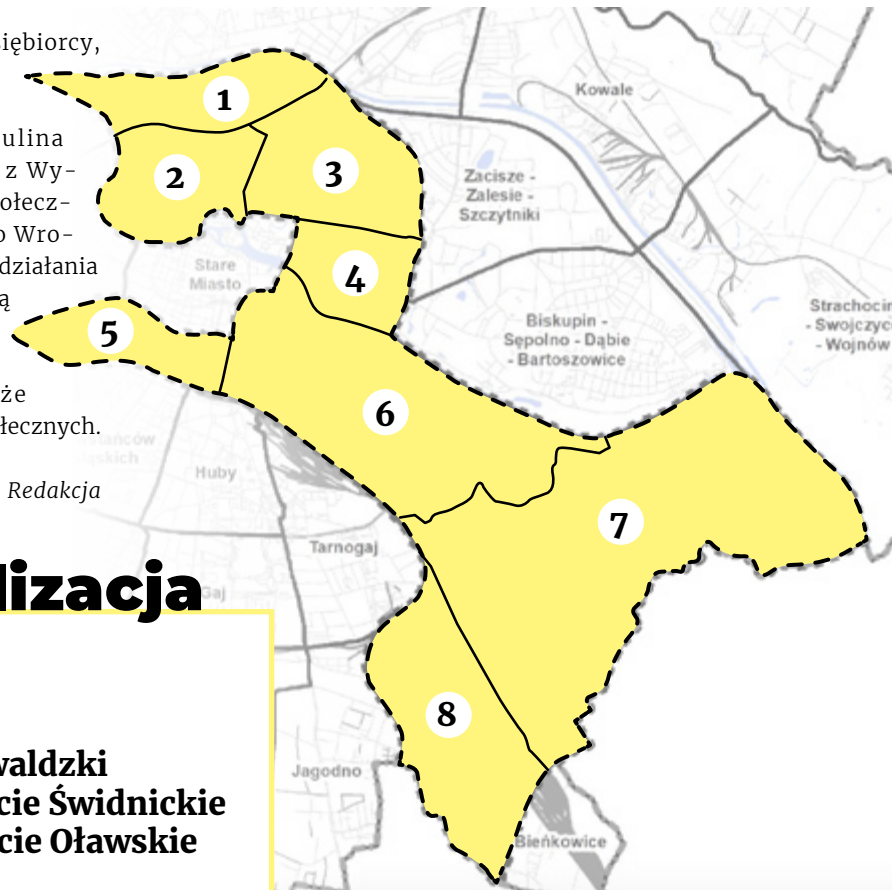 iębiorcy,
ulina
z Wy-
ołecz-
o Wro-
działania
ą
że
łecznych.
Redakcja
lizacja
waldzki
cie Świdnickie
cie Oławskie
1
2
3
4
5
6
7
8
Kowale
Zacisze -
Zalesie -
Szczytniki
Stare
Miasto
Biskupin -
Sępolno - Dąbie
- Bartoszowice
Strachocin
- Swojczyc
- Wojnów
Huby
Tarnogaj
Gaj
Jagodno
Bieńkowice